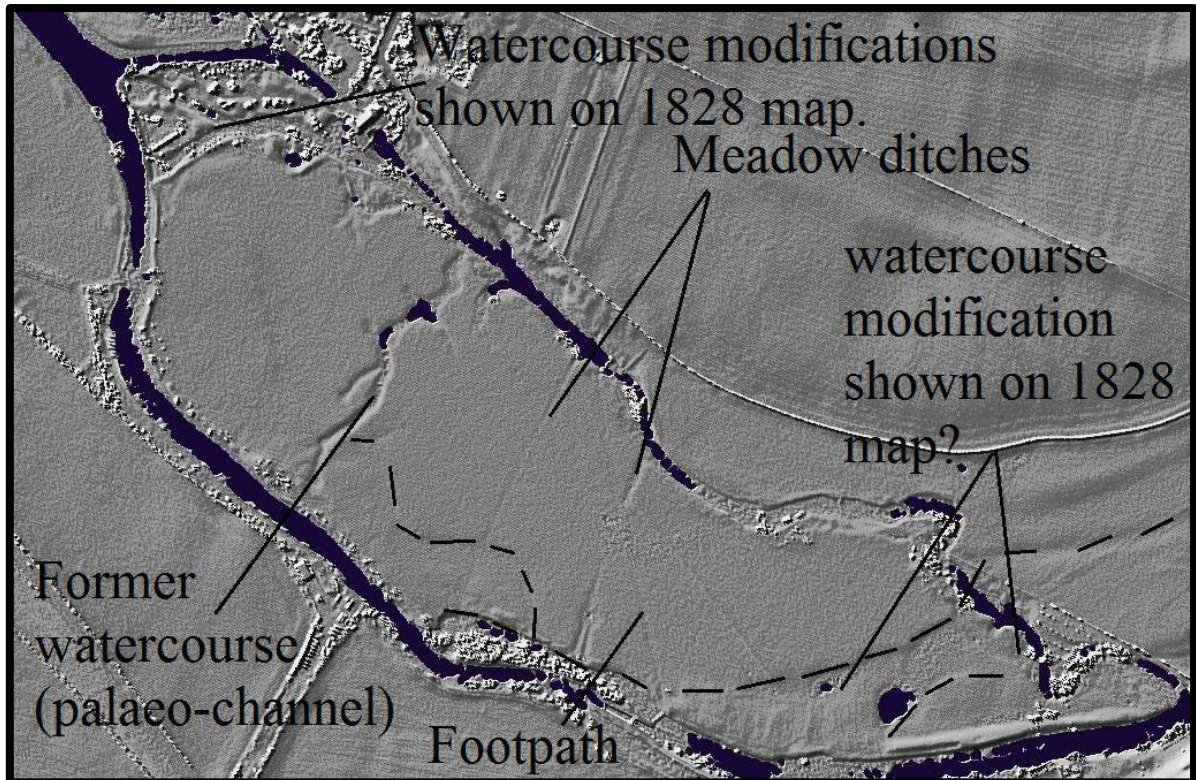 Watercourse modifications
shown on 1828 map.
Meadow ditches
watercourse
modification
shown on 1828
map?
Former
watercourse
(palaeo-channel)
Footpath